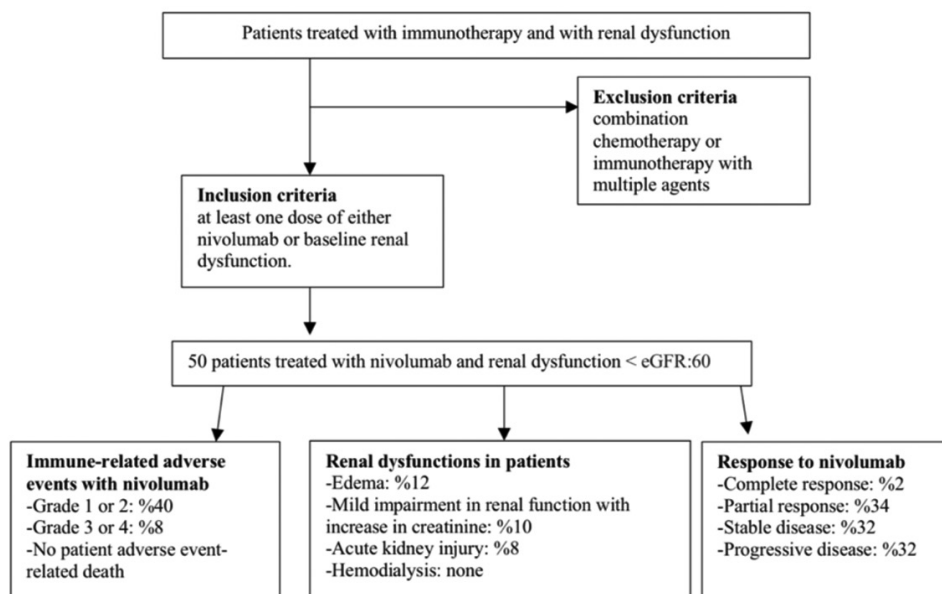 Patients treated with immunotherapy and with renal dysfunction
Exclusion criteria
combination
chemotherapy or
immunotherapy with
multiple agents
Inclusion criteria
at least one dose of either
nivolumab or baseline renal
dysfunction.
50 patients treated with nivolumab and renal dysfunction < eGFR:60
Immune-related adverse
events with nivolumab
-Grade 1 or 2: %40
-Grade 3 or 4: %8
-No patient adverse event-
related death
Renal dysfunctions in patients
-Edema: %12
-Mild impairment in renal function with
increase in creatinine: %10
-Acute kidney injury: %8
-Hemodialysis: none
Response to nivolumab
-Complete response: %2
-Partial response: %34
-Stable disease: %32
-Progressive disease: %32